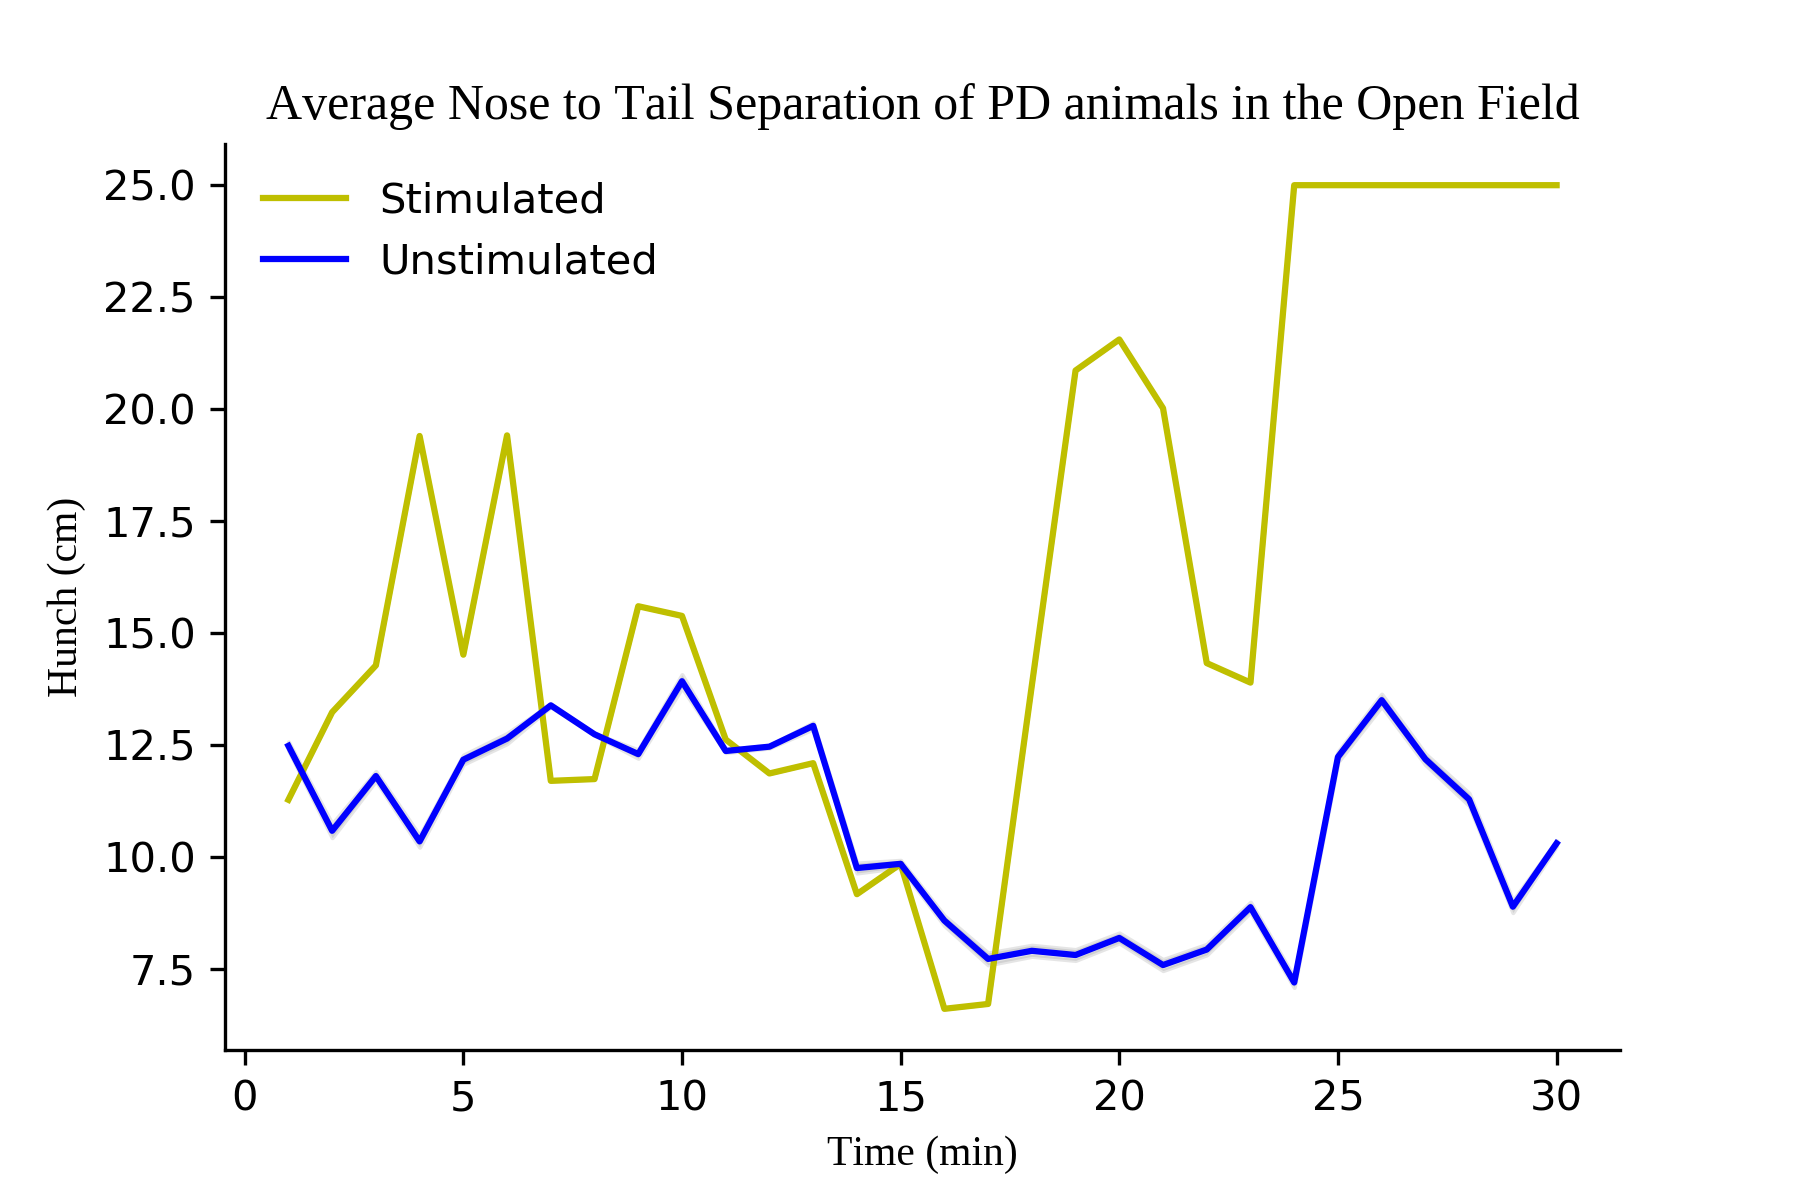 Average Nose to Tail Separation of PD animals in the Open Field
Stimulated
Unstimulated
25.0
22.5
20.0
17.5
15.0
12.5
10.0
7.5
Hunch (cm)
0 5 10 15 20 25 30
Time (min)